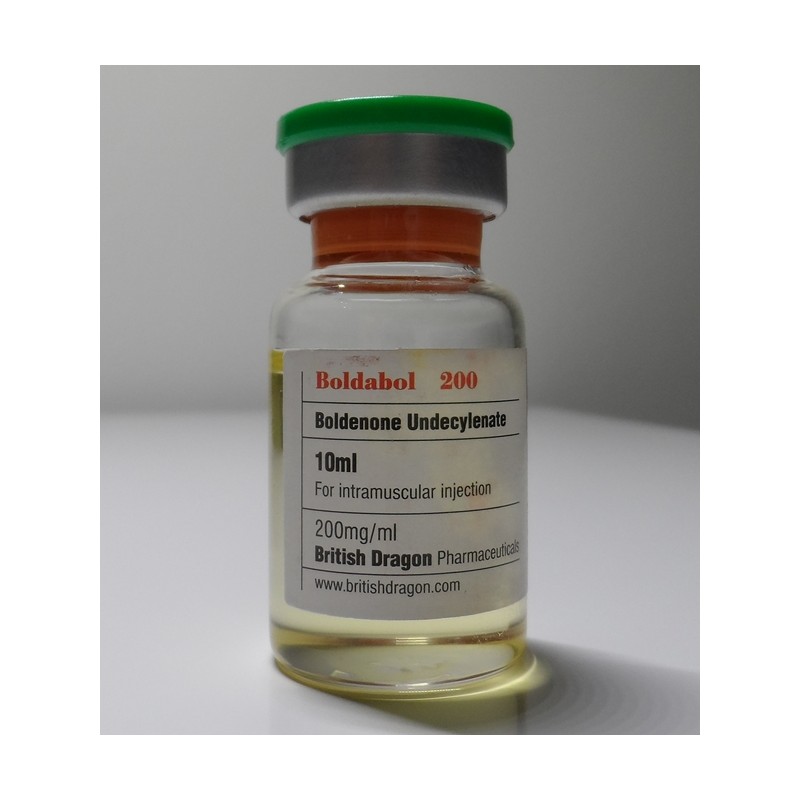 Boldabol 200
Boldenone Undecylenate
10ml
For intramuscular injection
200mg/ml
British Dragon Pharmaceuticals
www.britishdragon.com